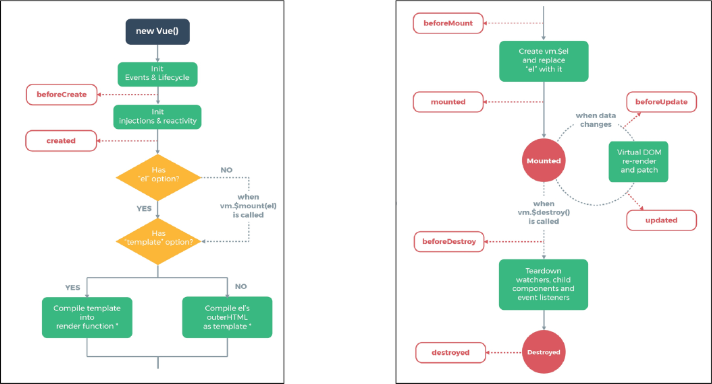 new Vue()
Init
Events & Lifecycle
beforeCreate
Init
injections & reactivity
created
Has
"el" option?
NO
when
vm.$mount(el)
is called
YES
Has
"template" option?
YES
NO
Compile template
into
render function *
Compile el's
outerHTML
as template *
beforeMount
Create vm.$el
and replace
"el" with it
mounted
when data
changes
beforeUpdate
Mounted
Virtual DOM
re-render
and patch
updated
when
vm.$destroy()
is called
beforeDestroy
Teardown
watchers, child
components and
event listeners
destroyed
Destroyed